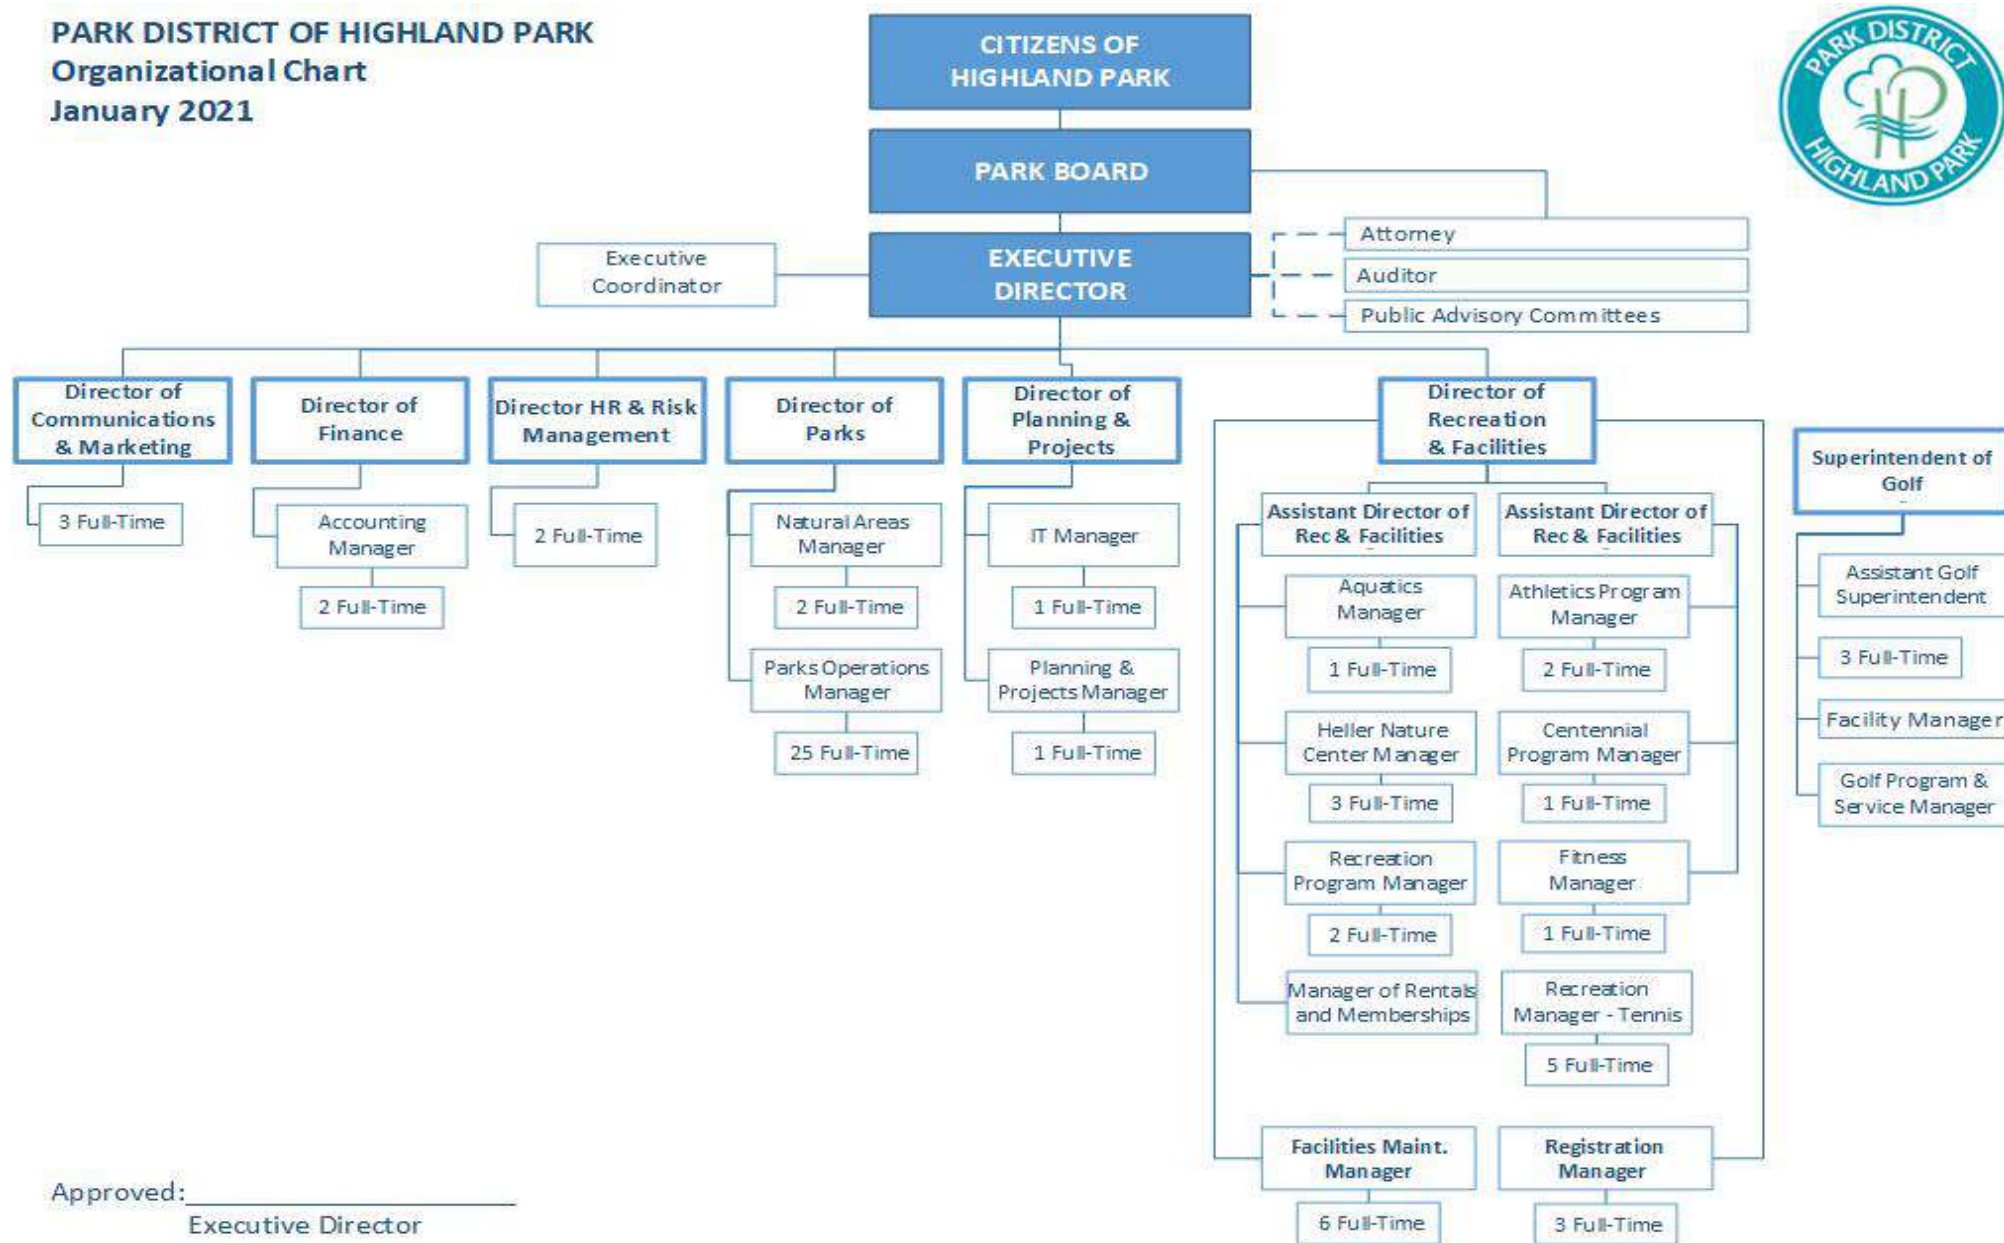 PARK DISTRICT OF HIGHLAND PARK
Organizational Chart
January 2021
CITIZENS OF
HIGHLAND PARK
PARK DISTRICT
HIGHLAND PARK
PARK BOARD
EXECUTIVE
DIRECTOR
Executive
Coordinator
Attorney
Auditor
Public Advisory Committees
Director of
Communications
& Marketing
3 Full-Time
Director of
Finance
Accounting
Manager
2 Full-Time
Director HR & Risk
Management
2 Full-Time
Director of
Parks
Natural Areas
Manager
2 Full-Time
Parks Operations
Manager
25 Full-Time
Director of
Planning &
Projects
IT Manager
1 Full-Time
Planning &
Projects Manager
1 Full-Time
Director of
Recreation
& Facilities
Assistant Director of
Rec & Facilities
Aquatics
Manager
1 Full-Time
Heller Nature
Center Manager
3 Full-Time
Recreation
Program Manager
2 Full-Time
Manager of Rentals
and Memberships
Assistant Director of
Rec & Facilities
Athletics Program
Manager
2 Full-Time
Centennial
Program Manager
1 Full-Time
Fitness
Manager
1 Full-Time
Recreation
Manager - Tennis
5 Full-Time
Facilities Maint.
Manager
6 Full-Time
Registration
Manager
3 Full-Time
Superintendent of
Golf
Assistant Golf
Superintendent
3 Full-Time
Facility Manager
Golf Program &
Service Manager
Approved:
Executive Director